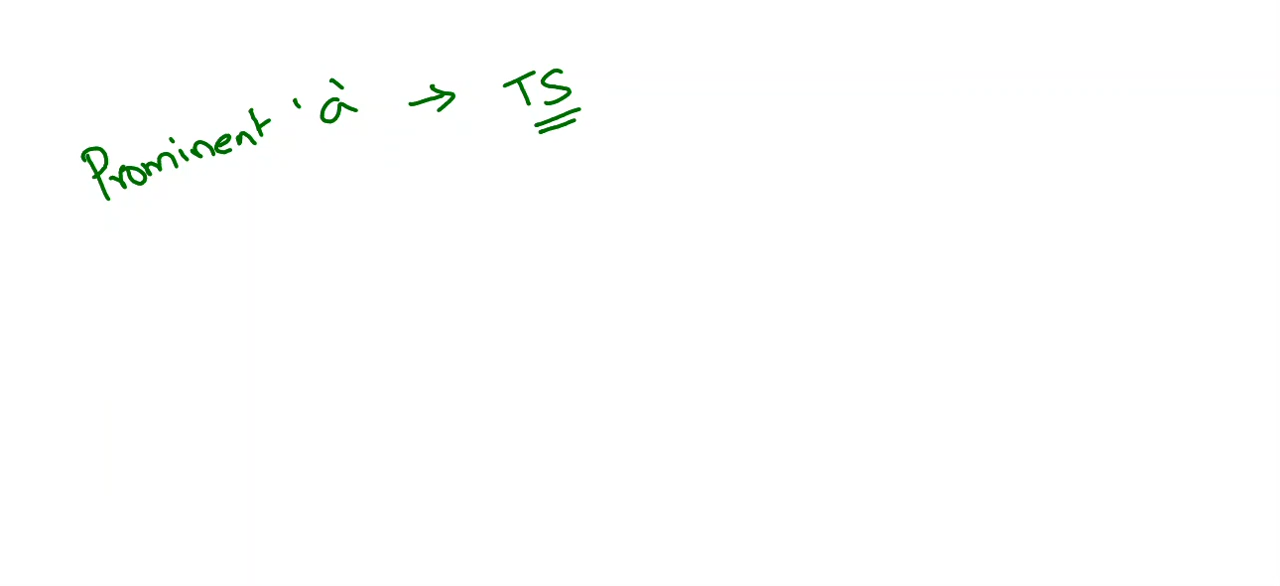 Prominent 'a' → TS